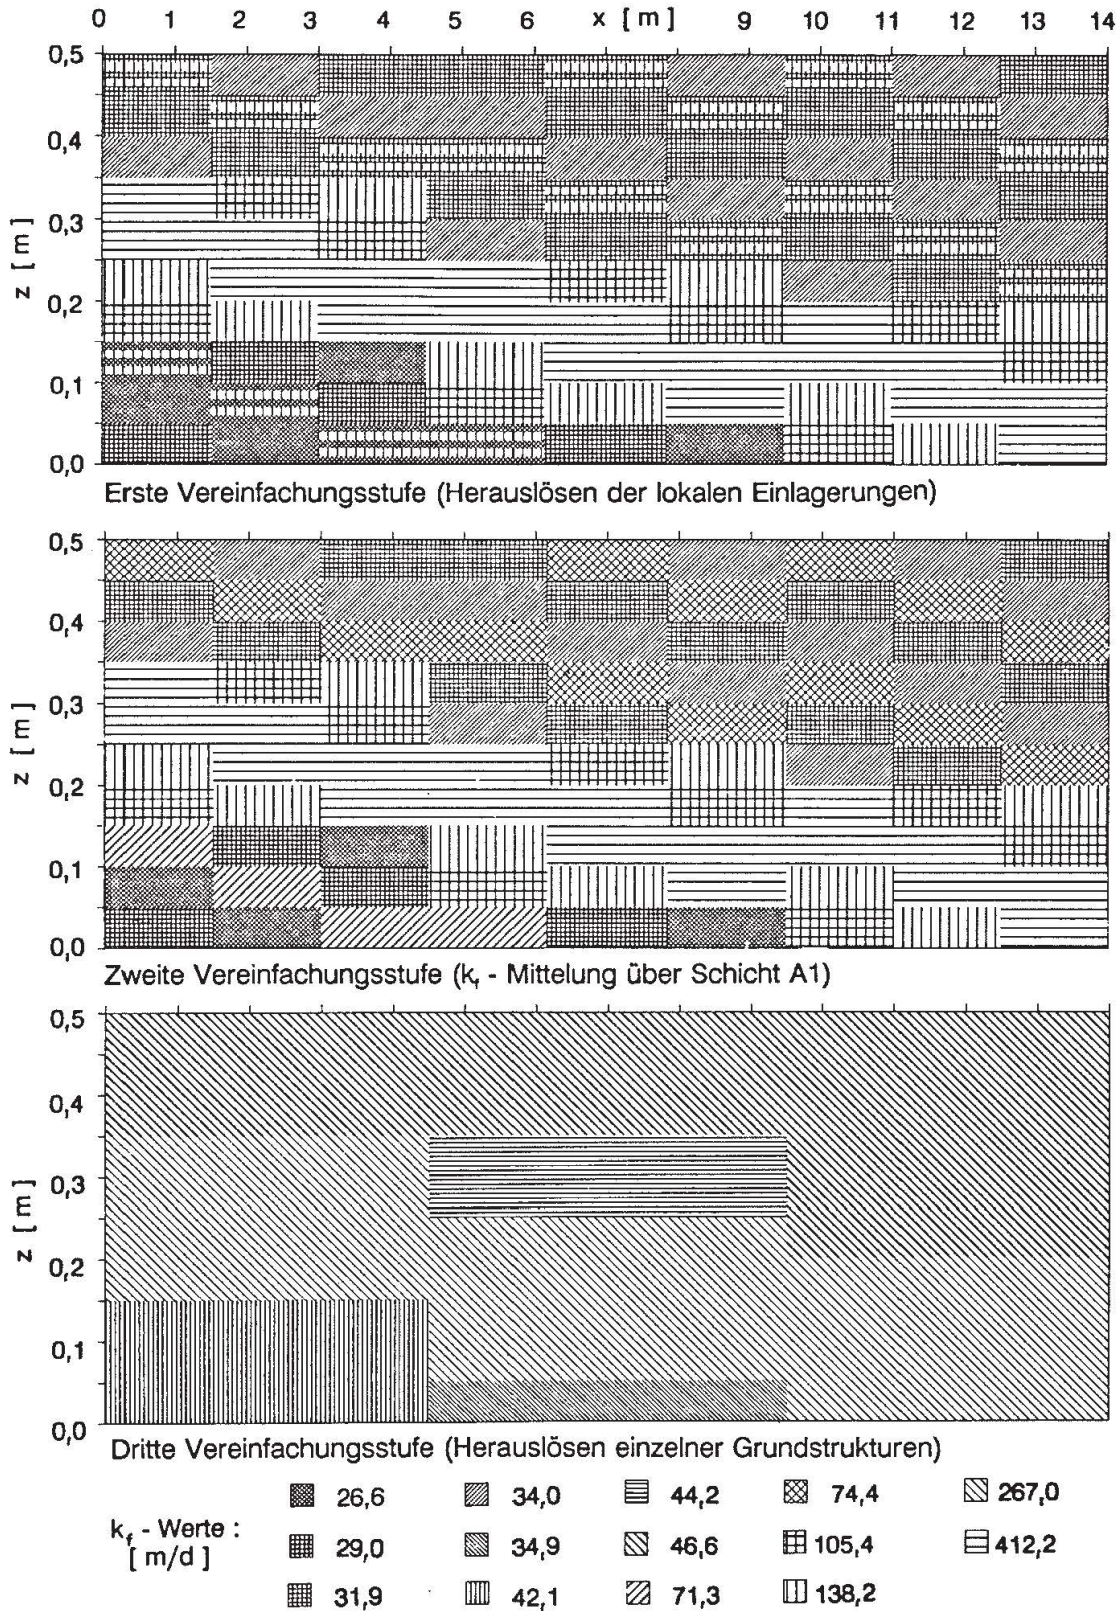 0 1 2 3 4 5 6 x [ m ] 9 10 11 12 13 14
0,5
0,4
0,3
z [ m ]
0,2
0,1
0,0
Erste Vereinfachungsstufe (Herauslösen der lokalen Einlagerungen)
0,5
0,4
0,3
z [ m ]
0,2
0,1
0,0
Zweite Vereinfachungsstufe (kf - Mittelung über Schicht A1)
0,5
0,4
0,3
z [ m ]
0,2
0,1
0,0
Dritte Vereinfachungsstufe (Herauslösen einzelner Grundstrukturen)
kf - Werte :
[ m/d ]
26,6 34,0 44,2 74,4 267,0
29,0 34,9 46,6 105,4 412,2
31,9 42,1 71,3 138,2